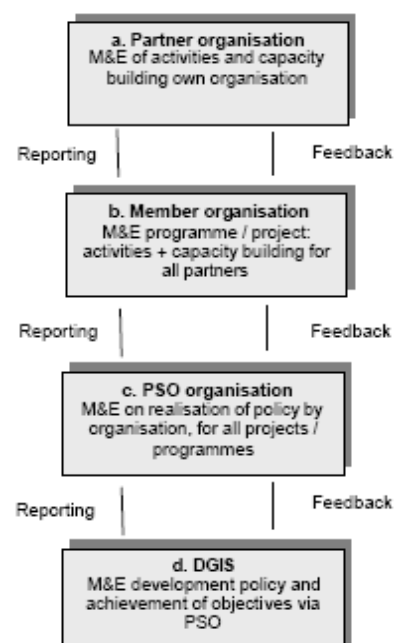 a. Partner organisation
M&E of activities and capacity
building own organisation
Reporting
Feedback
b. Member organisation
M&E programme / project:
activities + capacity building for
all partners
Reporting
Feedback
c. PSO organisation
M&E on realisation of policy by
organisation, for all projects /
programmes
Reporting
Feedback
d. DGIS
M&E development policy and
achievement of objectives via
PSO